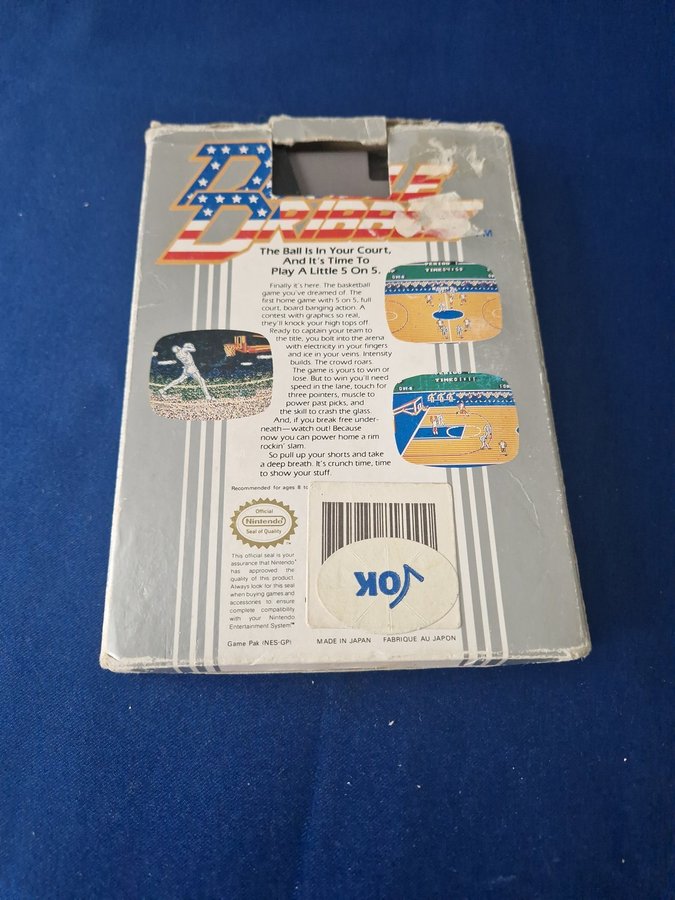 DRIBBLE
The Ball Is In Your Court,
And It's Time To
Play A Little 5 On 5.
Finally it's here. The basketball
game you've dreamed of. The
first home game with 5 on 5, full
court, board banging action. A
contest with graphics so real,
they'll knock your high tops off.
Ready to captain your team to
the title, you bolt into the arena
with electricity in your fingers
and ice in your veins. Intensity
builds. The crowd roars.
The game is yours to win or
lose. But to win you'll need
speed in the lane, touch for
three pointers, muscle to
power past picks, and
the skill to crash the glass.
And, if you break free under-
neath—watch out! Because
now you can power home a rim
rockin' slam.
So pull up your shorts and take
a deep breath. It's crunch time, time
to show your stuff.
Recommended for ages 8 to
Official
Nintendo
Seal of Quality
This official seal is your
assurance that Nintendo®
has approved the
quality of this product.
Always look for this seal
when buying games and
accessories to ensure
complete compatibility
with your Nintendo
Entertainment System™
OK
Game Pak (NES-GP)
MADE IN JAPAN FABRIQUE AU JAPON